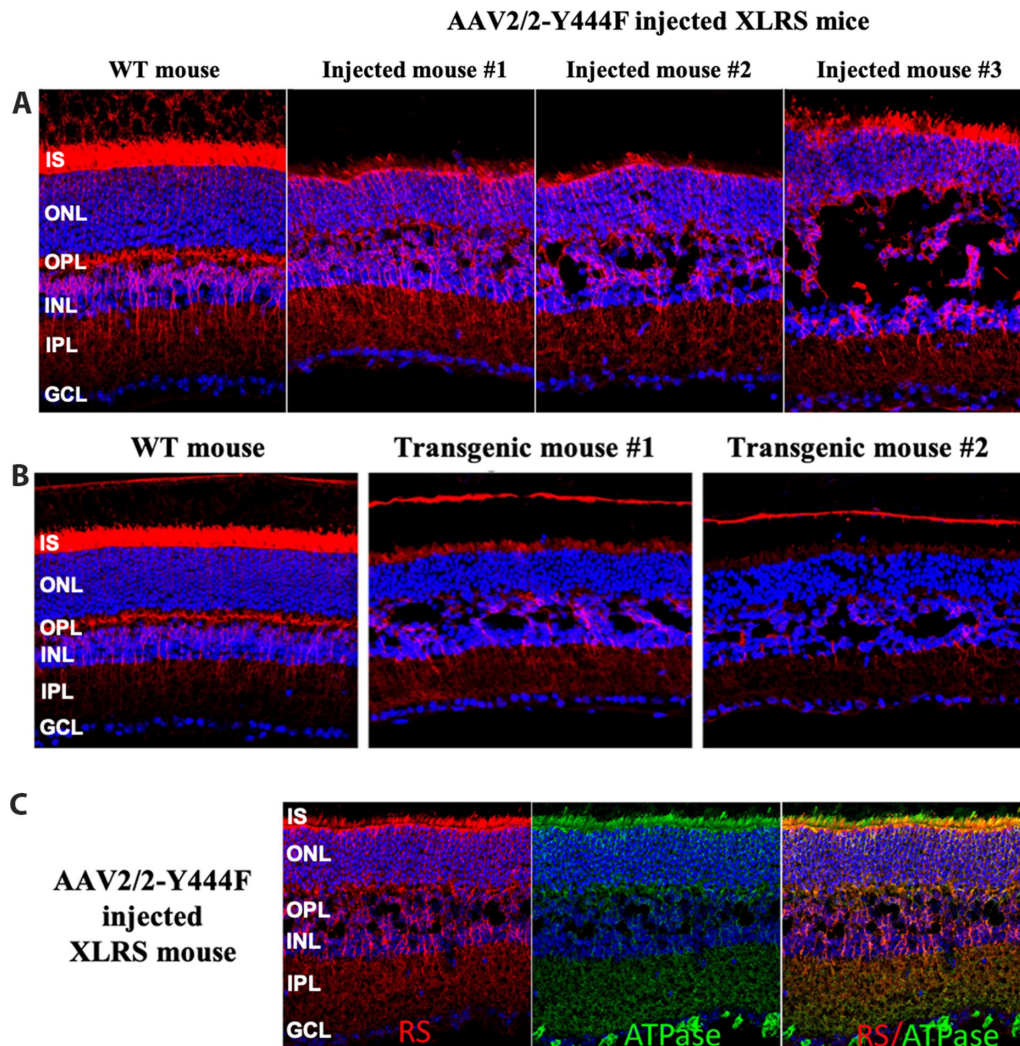 AAV2/2-Y444F injected XLRS mice
WT mouse
Injected mouse #1
Injected mouse #2
Injected mouse #3
A
IS
ONL
OPL
INL
IPL
GCL
WT mouse
Transgenic mouse #1
Transgenic mouse #2
B
IS
ONL
OPL
INL
IPL
GCL
C
AAV2/2-Y444F
injected
XLRS mouse
IS
ONL
OPL
INL
IPL
GCL
RS
ATPase
RS/ATPase